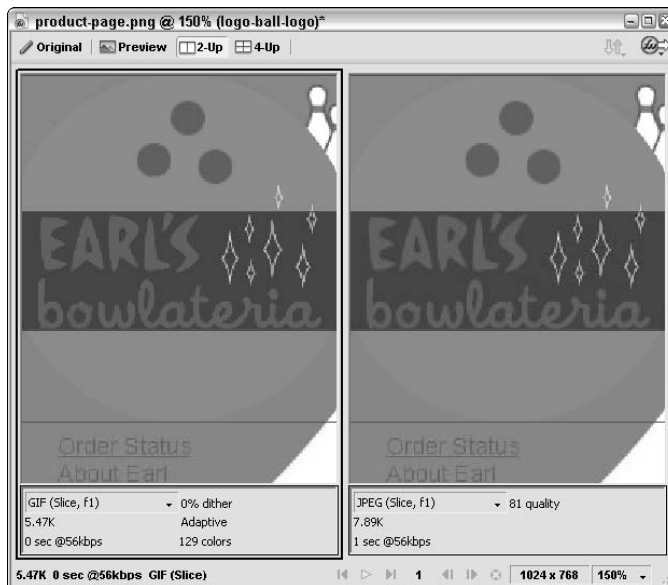 product-page.png @ 150% (logo-ball-logo)*
Original Preview 2-Up 4-Up
EARL'S
bowlateria
Order Status
About Earl
EARL'S
bowlateria
Order Status
About Earl
GIF (Slice, f1) 0% dither
5.47K Adaptive
0 sec @56kbps 129 colors
JPEG (Slice, f1) 81 quality
7.89K
1 sec @56kbps
5.47K 0 sec @56kbps GIF (Slice) 1 1024 x 768 150%